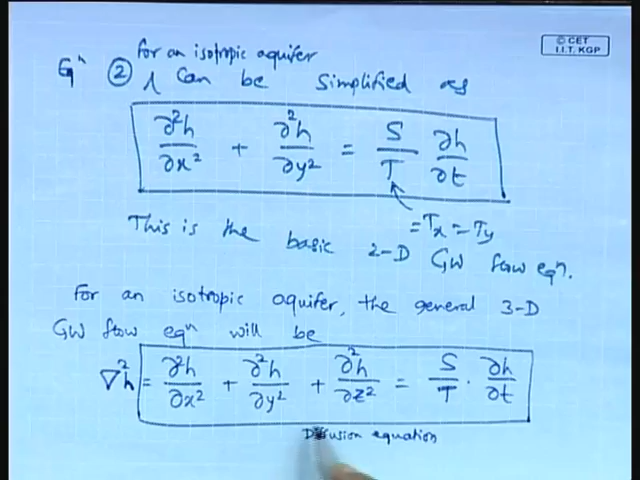 © CET
I.I.T. KGP
for an isotropic aquifer
Eqⁿ ② can be simplified as
∂²h/∂x² + ∂²h/∂y² = S/T ∂h/∂t
= Tx = Ty
This is the basic 2-D GW flow eqⁿ.
For an isotropic aquifer, the general 3-D
GW flow eqⁿ will be
∇²h = ∂²h/∂x² + ∂²h/∂y² + ∂²h/∂z² = S/T · ∂h/∂t
Diffusion equation